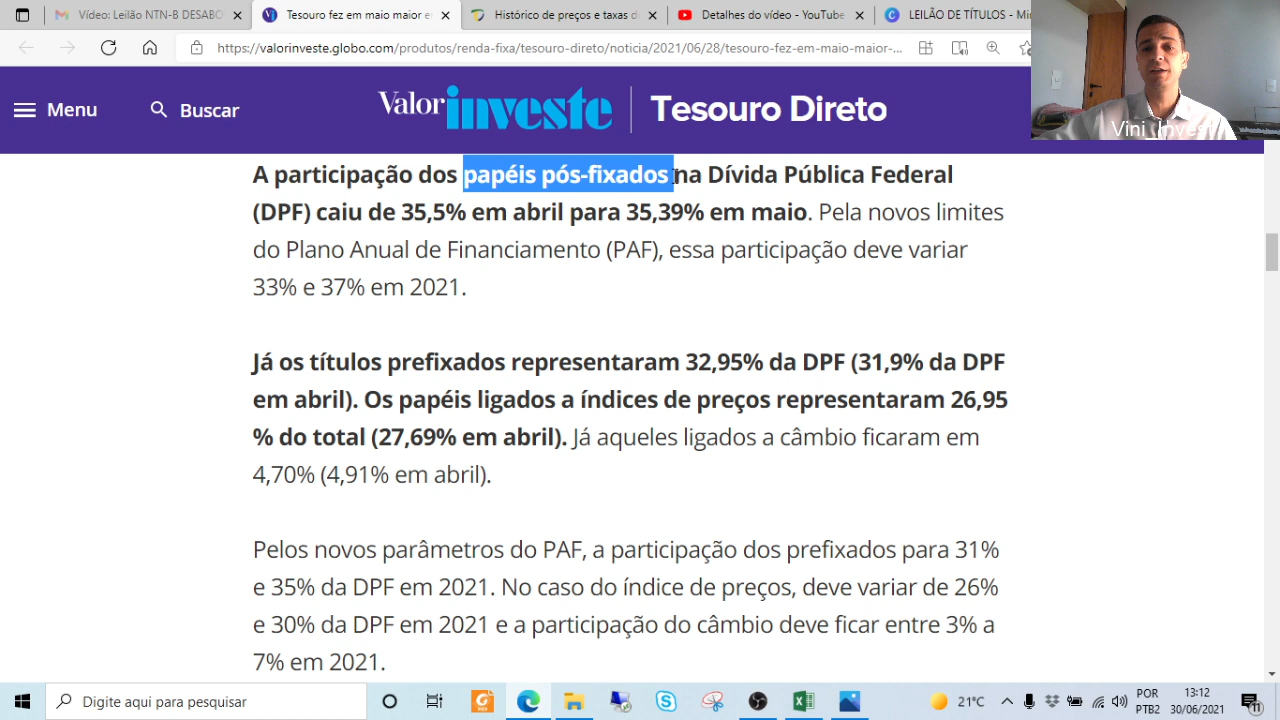 Vídeo: Leilão NTN-B DESABO
Tesouro fez em maio maior er
Histórico de preços e taxas d
Detalhes do vídeo - YouTube
LEILÃO DE TITULOS - Mi
https://valorinveste.globo.com/produtos/renda-fixa/tesouro-direto/noticia/2021/06/28/tesouro-fez-em-maio-maior-...
Menu
Buscar
Valor investe
Tesouro Direto
Vini Invest
A participação dos papéis pós-fixados na Dívida Pública Federal
(DPF) caiu de 35,5% em abril para 35,39% em maio. Pela novos limites
do Plano Anual de Financiamento (PAF), essa participação deve variar
33% e 37% em 2021.
Já os títulos prefixados representaram 32,95% da DPF (31,9% da DPF
em abril). Os papéis ligados a índices de preços representaram 26,95
% do total (27,69% em abril). Já aqueles ligados a câmbio ficaram em
4,70% (4,91% em abril).
Pelos novos parâmetros do PAF, a participação dos prefixados para 31%
e 35% da DPF em 2021. No caso do índice de preços, deve variar de 26%
e 30% da DPF em 2021 e a participação do câmbio deve ficar entre 3% a
7% em 2021.
Digite aqui para pesquisar
21°C
POR
PTB2
3:12
30/06/2021
11